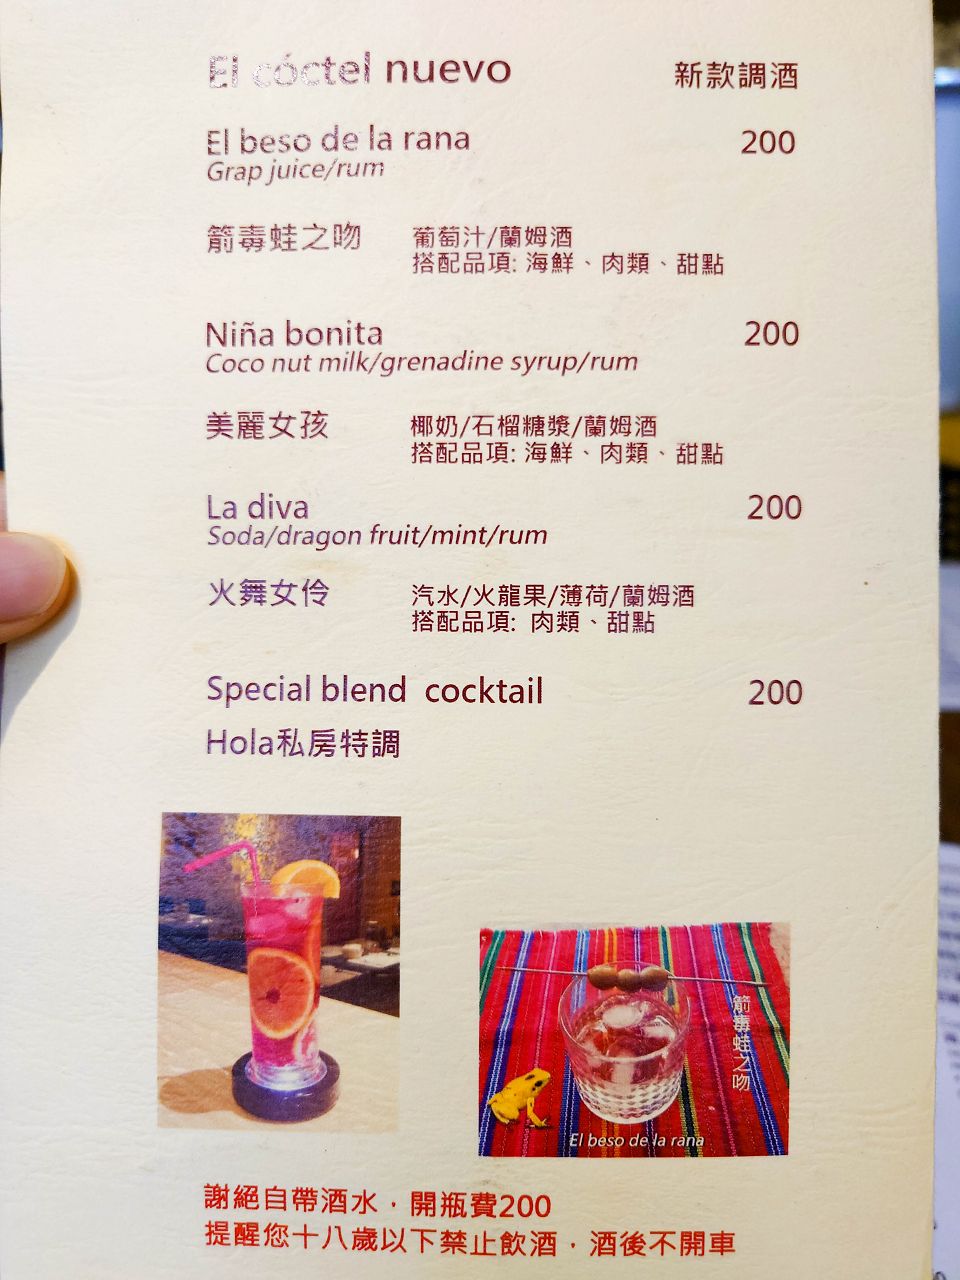 El cóctel nuevo 新款調酒
El beso de la rana 200
Grap juice/rum
箭毒蛙之吻 葡萄汁/蘭姆酒
搭配品項: 海鮮、肉類、甜點
Niña bonita 200
Coco nut milk/grenadine syrup/rum
美麗女孩 椰奶/石榴糖漿/蘭姆酒
搭配品項: 海鮮、肉類、甜點
La diva 200
Soda/dragon fruit/mint/rum
火舞女伶 汽水/火龍果/薄荷/蘭姆酒
搭配品項: 肉類、甜點
Special blend cocktail 200
Hola私房特調
箭毒蛙之吻
El beso de la rana
謝絕自帶酒水，開瓶費200
提醒您十八歲以下禁止飲酒，酒後不開車